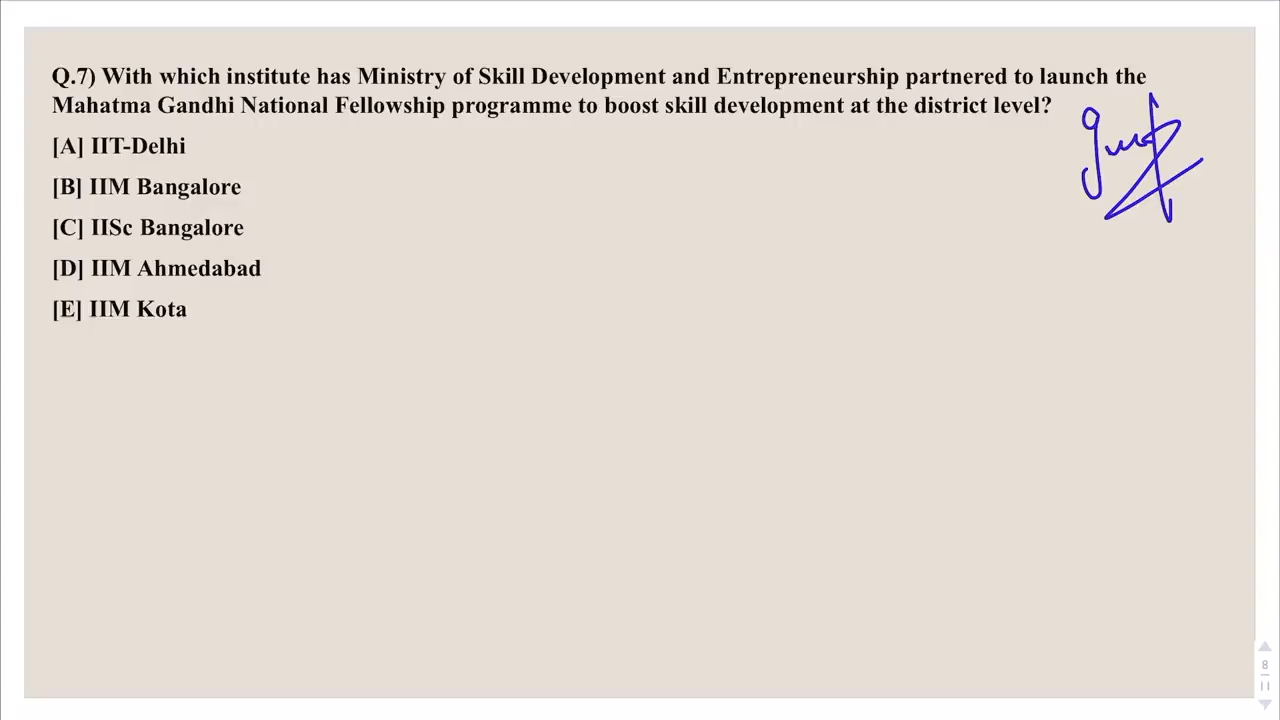 Q.7) With which institute has Ministry of Skill Development and Entrepreneurship partnered to launch the
Mahatma Gandhi National Fellowship programme to boost skill development at the district level?
[A] IIT-Delhi
[B] IIM Bangalore
[C] IISc Bangalore
[D] IIM Ahmedabad
[E] IIM Kota
8
11